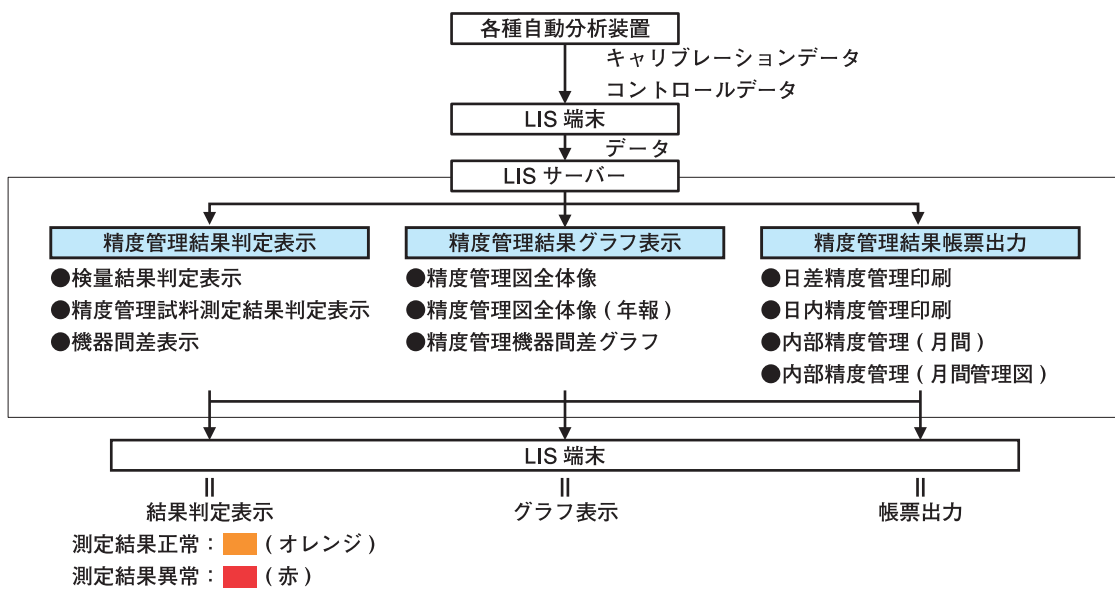 各種自動分析装置
キャリブレーションデータ
コントロールデータ
LIS 端末
データ
LIS サーバー
精度管理結果判定表示
●検量結果判定表示
●精度管理試料測定結果判定表示
●機器間差表示
精度管理結果グラフ表示
●精度管理図全体像
●精度管理図全体像 ( 年報 )
●精度管理機器間差グラフ
精度管理結果帳票出力
●日差精度管理印刷
●日内精度管理印刷
●内部精度管理 ( 月間 )
●内部精度管理 ( 月間管理図 )
LIS 端末
結果判定表示
グラフ表示
帳票出力
測定結果正常： ( オレンジ )
測定結果異常： ( 赤 )